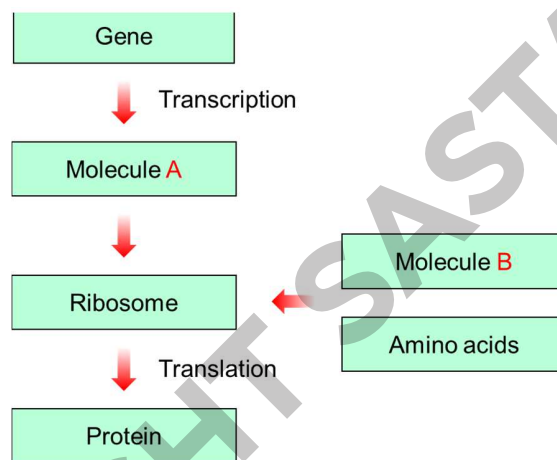 Gene
Transcription
Molecule A
Molecule B
Ribosome
Amino acids
Translation
Protein